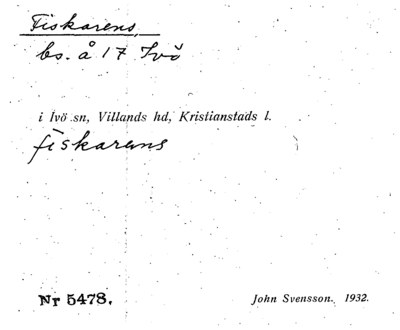 Fiskarens
bs. å 17 Ivö
i Ivö sn, Villands hd, Kristianstads l.
fiskarens
Nr 5478.
John Svensson. 1932.